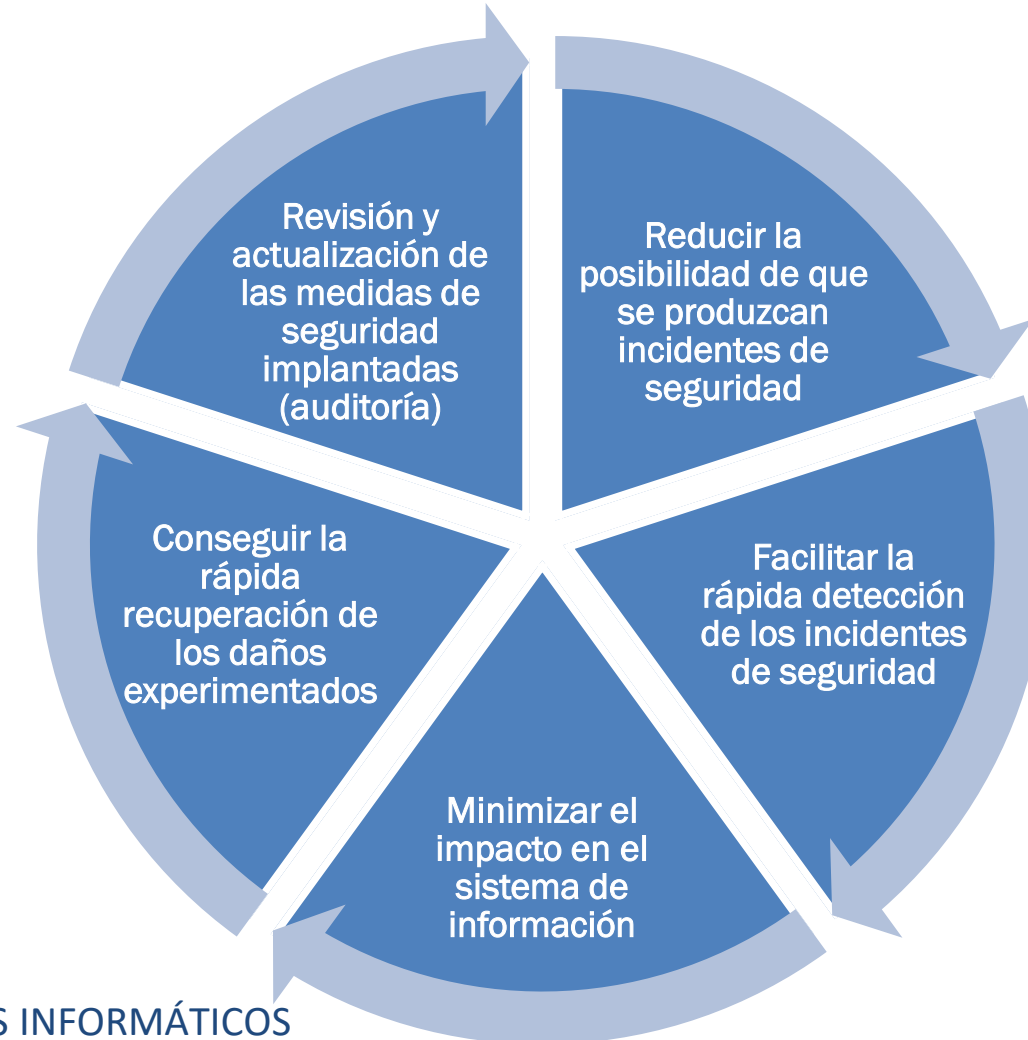 Reducir la
posibilidad de que
se produzcan
incidentes de
seguridad
Facilitar la
rápida detección
de los incidentes
de seguridad
Minimizar el
impacto en el
sistema de
información
Conseguir la
rápida
recuperación de
los daños
experimentados
Revisión y
actualización de
las medidas de
seguridad
implantadas
(auditoría)
S INFORMÁTICOS